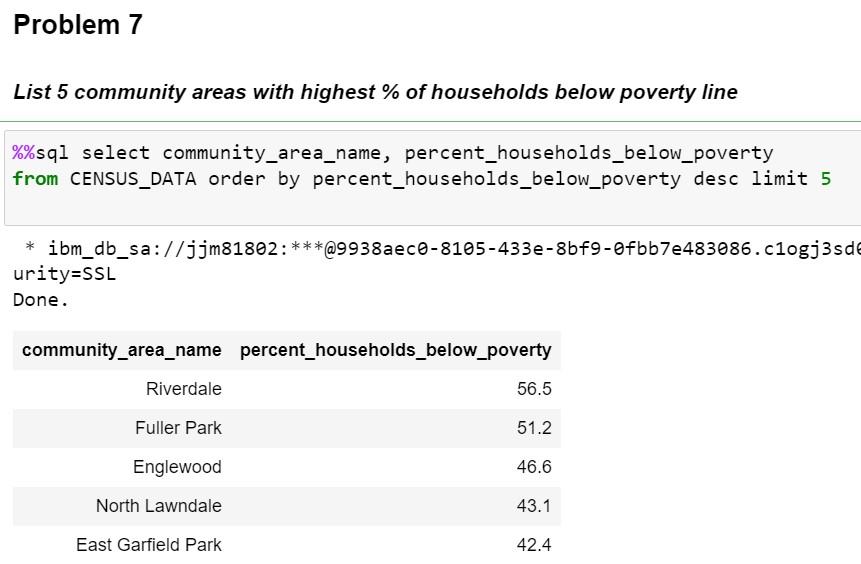 Problem 7
List 5 community areas with highest % of households below poverty line
%%sql select community_area_name, percent_households_below_poverty
from CENSUS_DATA order by percent_households_below_poverty desc limit 5
* ibm_db_sa://jjm81802:***@9938aec0-8105-433e-8bf9-0fbb7e483086.c1ogj3sd0
urity=SSL
Done.
community_area_name percent_households_below_poverty
Riverdale 56.5
Fuller Park 51.2
Englewood 46.6
North Lawndale 43.1
East Garfield Park 42.4